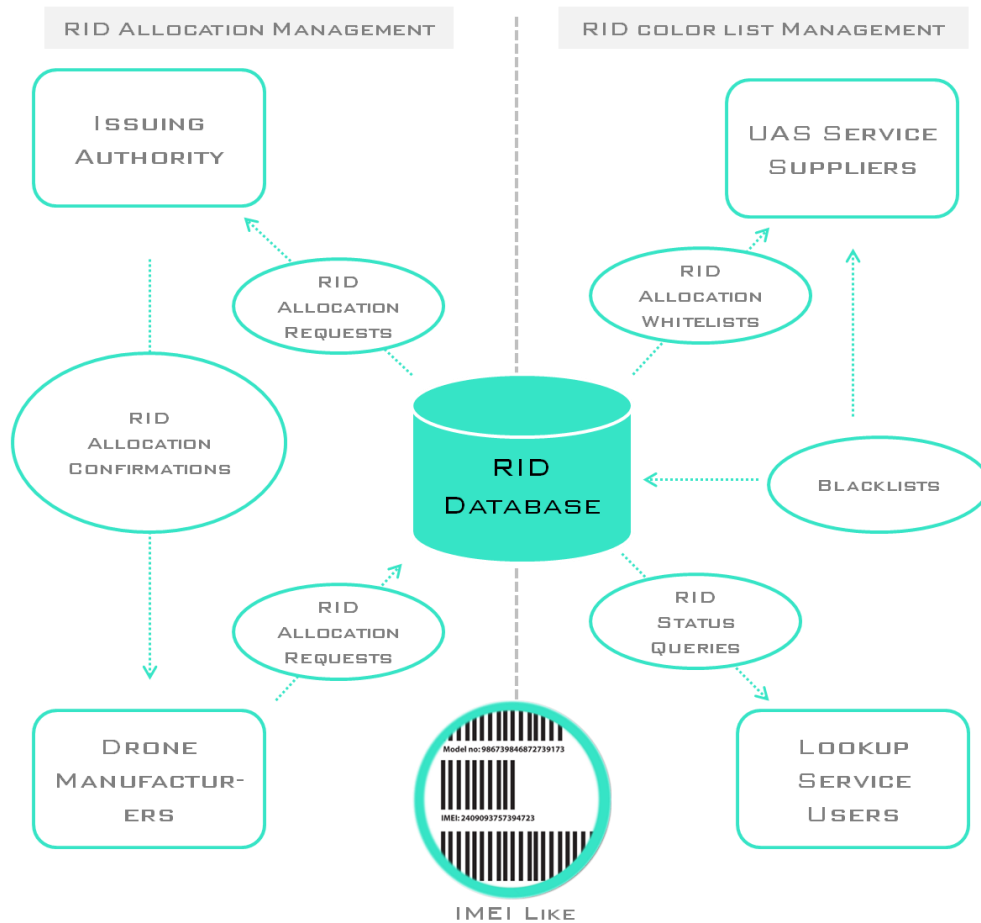 RID Allocation Management
RID color list Management
Issuing
Authority
UAS Service
Suppliers
RID
Allocation
Requests
RID
Allocation
Whitelists
RID
Allocation
Confirmations
RID
Database
Blacklists
RID
Allocation
Requests
RID
Status
Queries
Drone
Manufactur-
ers
Model no: 986739846872739173
IMEI: 2409093757394723
Lookup
Service
Users
IMEI Like